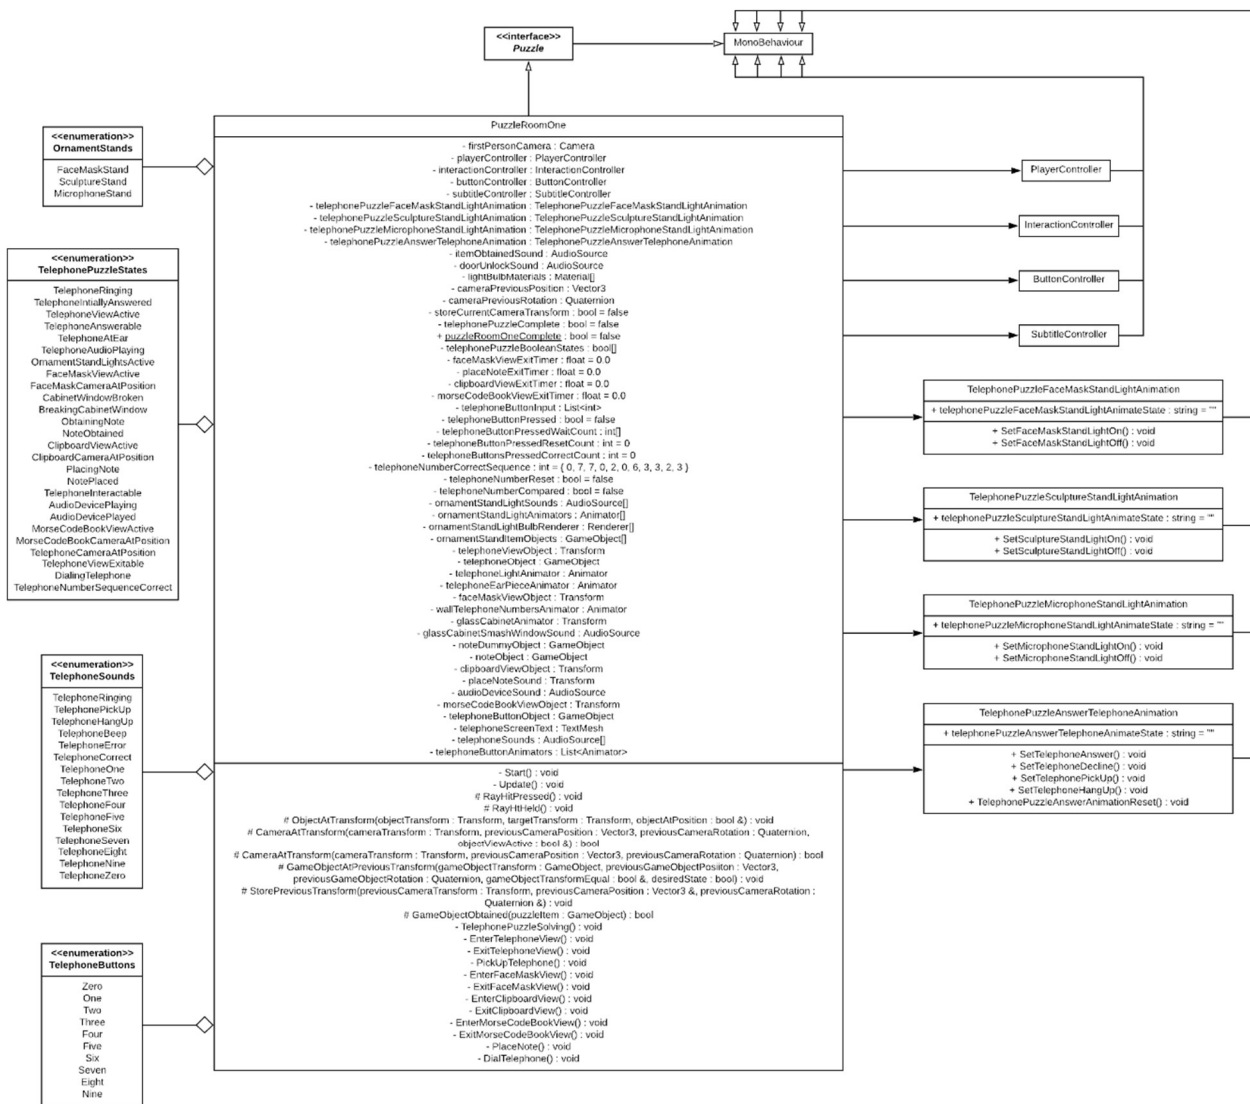 <<interface>>
Puzzle
MonoBehaviour
<<enumeration>>
OrnamentStands
FaceMaskStand
SculptureStand
MicrophoneStand
<<enumeration>>
TelephonePuzzleStates
TelephoneRinging
TelephoneIntiallyAnswered
TelephoneViewActive
TelephoneAnswerable
TelephoneAtEar
TelephoneAudioPlaying
OrnamentStandLightsActive
FaceMaskViewActive
FaceMaskCameraAtPosition
CabinetWindowBroken
BreakingCabinetWindow
ObtainingNote
NoteObtained
ClipboardViewActive
ClipboardCameraAtPosition
PlacingNote
NotePlaced
TelephoneInteractable
AudioDevicePlaying
AudioDevicePlayed
MorseCodeBookViewActive
MorseCodeBookCameraAtPosition
TelephoneCameraAtPosition
TelephoneViewExitable
DialingTelephone
TelephoneNumberSequenceCorrect
<<enumeration>>
TelephoneSounds
TelephoneRinging
TelephonePickUp
TelephoneHangUp
TelephoneBeep
TelephoneError
TelephoneCorrect
TelephoneOne
TelephoneTwo
TelephoneThree
TelephoneFour
TelephoneFive
TelephoneSix
TelephoneSeven
TelephoneEight
TelephoneNine
TelephoneZero
<<enumeration>>
TelephoneButtons
Zero
One
Two
Three
Four
Five
Six
Seven
Eight
Nine
PuzzleRoomOne
- firstPersonCamera : Camera
- playerController : PlayerController
- interactionController : InteractionController
- buttonController : ButtonController
- subtitleController : SubtitleController
- telephonePuzzleFaceMaskStandLightAnimation : TelephonePuzzleFaceMaskStandLightAnimation
- telephonePuzzleSculptureStandLightAnimation : TelephonePuzzleSculptureStandLightAnimation
- telephonePuzzleMicrophoneStandLightAnimation : TelephonePuzzleMicrophoneStandLightAnimation
- telephonePuzzleAnswerTelephoneAnimation : TelephonePuzzleAnswerTelephoneAnimation
- itemObtainedSound : AudioSource
- doorUnlockSound : AudioSource
- lightBulbMaterials : Material[]
- cameraPreviousPosition : Vector3
- cameraPreviousRotation : Quaternion
- storeCurrentCameraTransform : bool = false
- telephonePuzzleComplete : bool = false
+ puzzleRoomOneComplete : bool = false
- telephonePuzzleBooleanStates : bool[]
- faceMaskViewExitTimer : float = 0.0
- placeNoteExitTimer : float = 0.0
- clipboardViewExitTimer : float = 0.0
- morseCodeBookViewExitTimer : float = 0.0
- telephoneButtonInput : List<int>
- telephoneButtonPressed : bool = false
- telephoneButtonPressedWaitCount : int[]
- telephoneButtonPressedResetCount : int = 0
- telephoneButtonsPressedCorrectCount : int = 0
- telephoneNumberCorrectSequence : int = { 0, 7, 7, 0, 2, 0, 6, 3, 3, 2, 3 }
- telephoneNumberReset : bool = false
- telephoneNumberCompared : bool = false
- ornamentStandLightSounds : AudioSource[]
- ornamentStandLightAnimators : Animator[]
- ornamentStandLightBulbRenderer : Renderer[]
- ornamentStandItemObjects : GameObject[]
- telephoneViewObject : Transform
- telephoneObject : GameObject
- telephoneLightAnimator : Animator
- telephoneEarPieceAnimator : Animator
- faceMaskViewObject : Transform
- wallTelephoneNumbersAnimator : Animator
- glassCabinetAnimator : Transform
- glassCabinetSmashWindowSound : AudioSource
- noteDummyObject : GameObject
- noteObject : GameObject
- clipboardViewObject : Transform
- placeNoteSound : Transform
- audioDeviceSound : AudioSource
- morseCodeBookViewObject : Transform
- telephoneButtonObject : GameObject
- telephoneScreenText : TextMesh
- telephoneSounds : AudioSource[]
- telephoneButtonAnimators : List<Animator>
- Start() : void
- Update() : void
# RayHitPressed() : void
# RayHtHeld() : void
# ObjectAtTransform(objectTransform : Transform, targetTransform : Transform, objectAtPosition : bool &) : void
# CameraAtTransform(cameraTransform : Transform, previousCameraPosition : Vector3, previousCameraRotation : Quaternion,
objectViewActive : bool &) : bool
# CameraAtTransform(cameraTransform : Transform, previousCameraPosition : Vector3, previousCameraRotation : Quaternion) : bool
# GameObjectAtPreviousTransform(gameObjectTransform : GameObject, previousGameObjectPosiiton : Vector3,
previousGameObjectRotation : Quaternion, gameObjectTransformEqual : bool &, desiredState : bool) : void
# StorePreviousTransform(previousCameraTransform : Transform, previousCameraPosition : Vector3 &, previousCameraRotation :
Quaternion &) : void
# GameObjectObtained(puzzleItem : GameObject) : bool
- TelephonePuzzleSolving() : void
- EnterTelephoneView() : void
- ExitTelephoneView() : void
- PickUpTelephone() : void
- EnterFaceMaskView() : void
- ExitFaceMaskView() : void
- EnterClipboardView() : void
- ExitClipboardView() : void
- EnterMorseCodeBookView() : void
- ExitMorseCodeBookView() : void
- PlaceNote() : void
- DialTelephone() : void
PlayerController
InteractionController
ButtonController
SubtitleController
TelephonePuzzleFaceMaskStandLightAnimation
+ telephonePuzzleFaceMaskStandLightAnimateState : string = ""
+ SetFaceMaskStandLightOn() : void
+ SetFaceMaskStandLightOff() : void
TelephonePuzzleSculptureStandLightAnimation
+ telephonePuzzleSculptureStandLightAnimateState : string = ""
+ SetSculptureStandLightOn() : void
+ SetSculptureStandLightOff() : void
TelephonePuzzleMicrophoneStandLightAnimation
+ telephonePuzzleMicrophoneStandLightAnimateState : string = ""
+ SetMicrophoneStandLightOn() : void
+ SetMicrophoneStandLightOff() : void
TelephonePuzzleAnswerTelephoneAnimation
+ telephonePuzzleAnswerTelephoneAnimateState : string = ""
+ SetTelephoneAnswer() : void
+ SetTelephoneDecline() : void
+ SetTelephonePickUp() : void
+ SetTelephoneHangUp() : void
+ TelephonePuzzleAnswerAnimationReset() : void